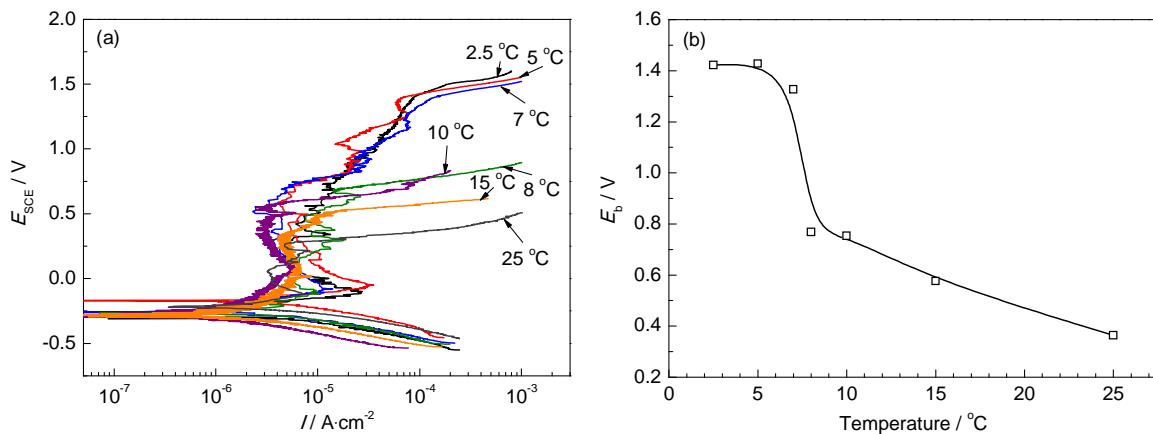 (a)
2.5 °C
5 °C
7 °C
10 °C
15 °C
8 °C
25 °C
2.0
1.5
1.0
0.5
0.0
-0.5
E_SCE / V
10^-7
10^-6
10^-5
10^-4
10^-3
I / A·cm^-2
(b)
1.6
1.4
1.2
1.0
0.8
0.6
0.4
0.2
E_b / V
0
5
10
15
20
25
Temperature / °C